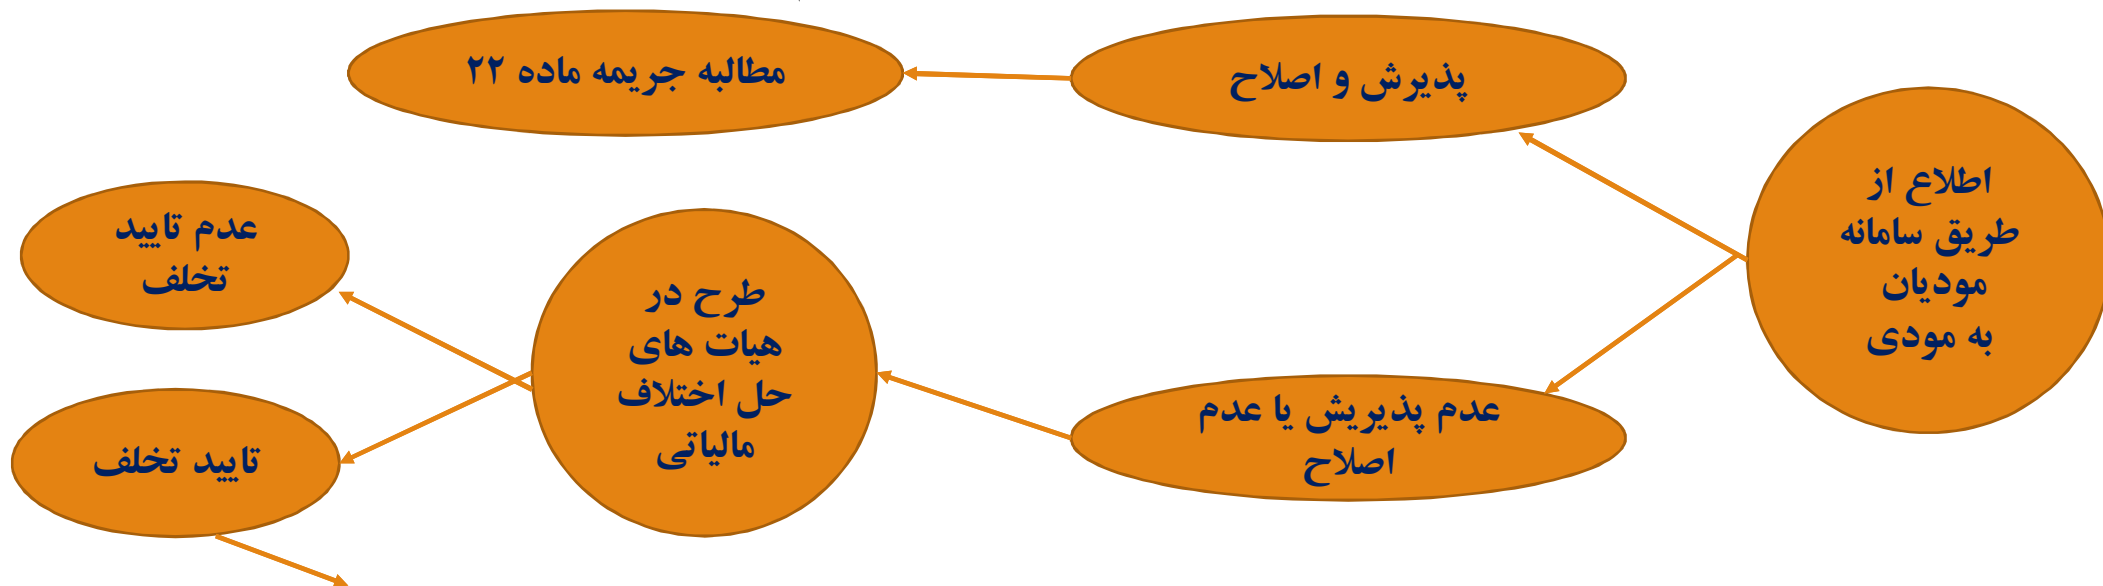 مطالبه جریمه ماده ۲۲
پذیرش و اصلاح
اطلاع از
طریق سامانه
مودیان
به مودی
عدم تایید
تخلف
طرح در
هیات های
حل اختلاف
مالیاتی
عدم پذیریش یا عدم
اصلاح
تایید تخلف